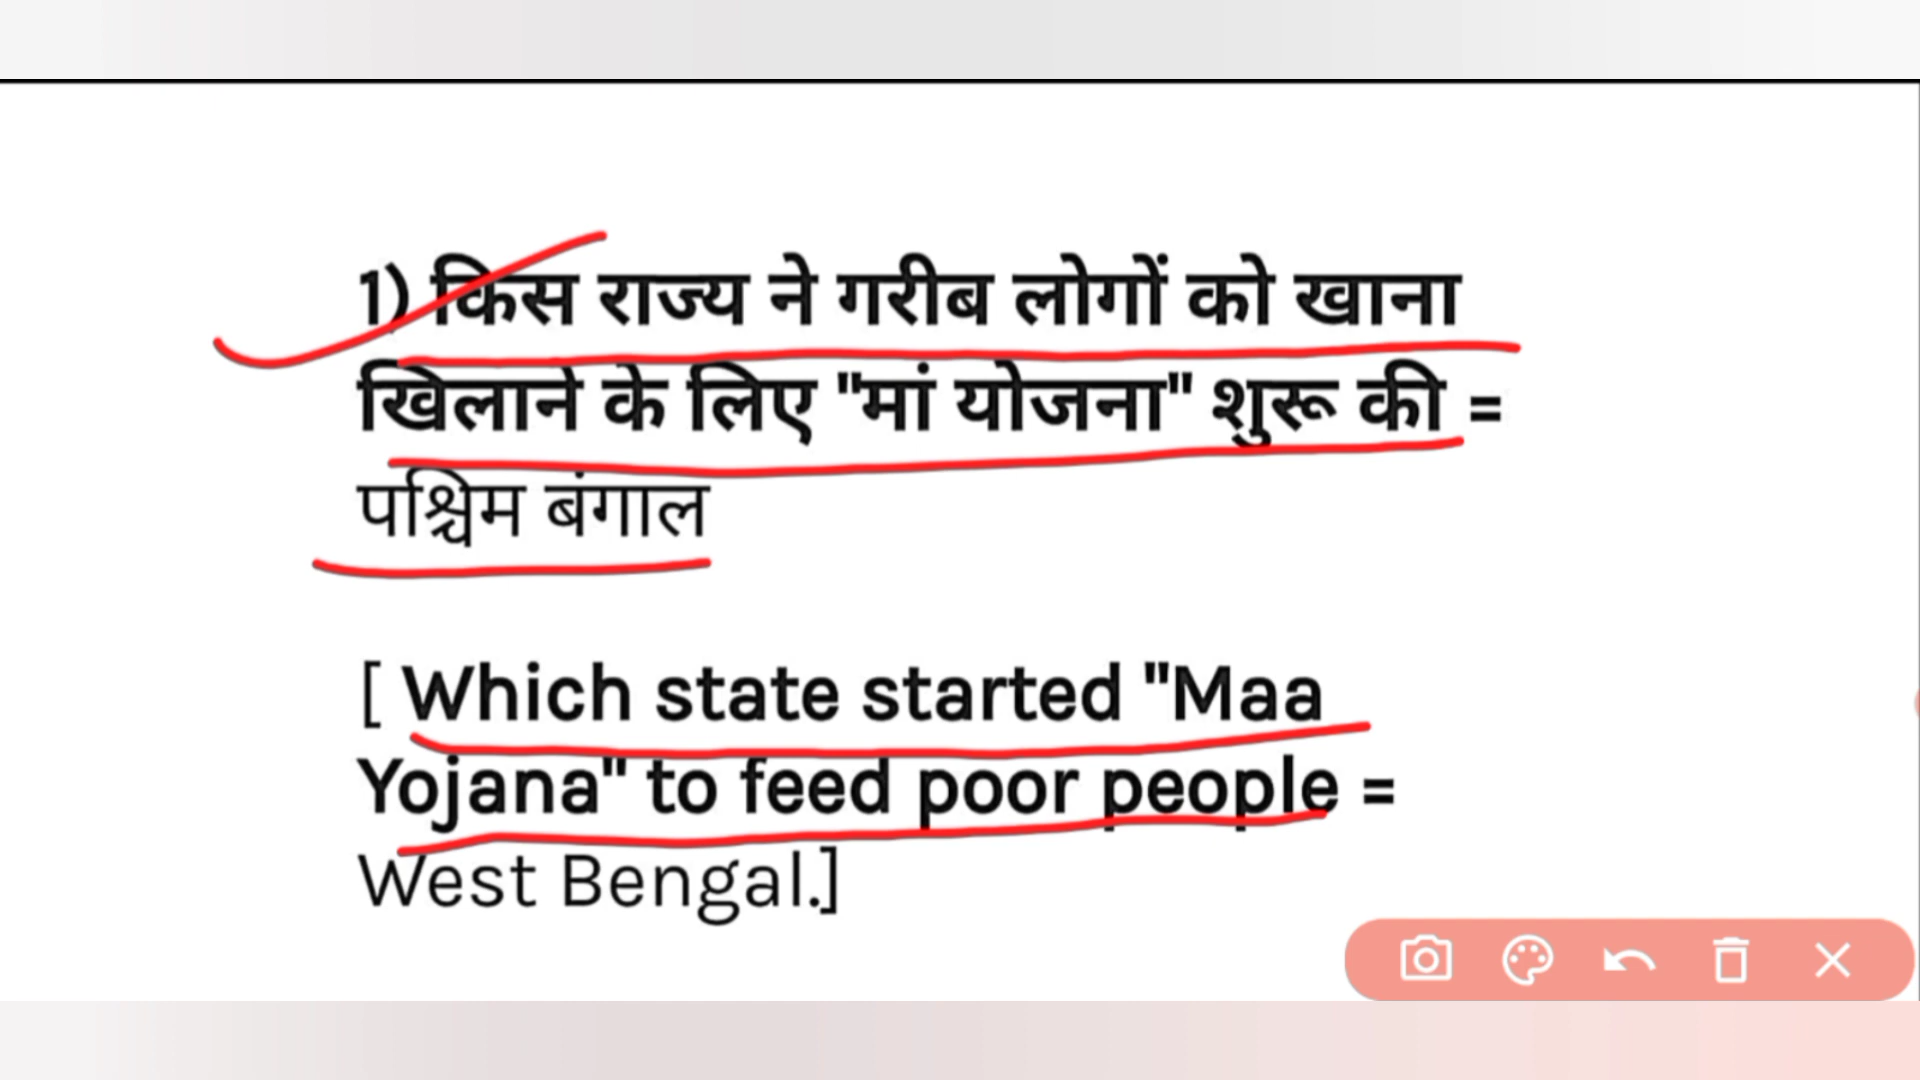 1) किस राज्य ने गरीब लोगों को खाना
खिलाने के लिए "मां योजना" शुरू की =
पश्चिम बंगाल
[ Which state started "Maa
Yojana" to feed poor people =
West Bengal.]